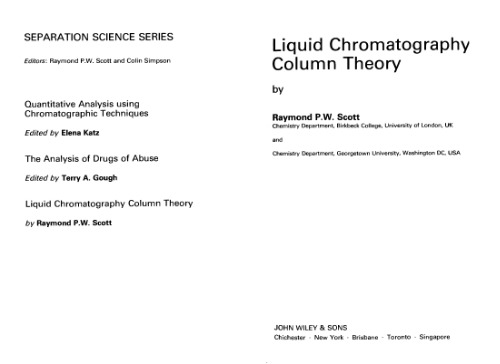 SEPARATION SCIENCE SERIES
Editors: Raymond P.W. Scott and Colin Simpson
Quantitative Analysis using
Chromatographic Techniques
Edited by Elena Katz
The Analysis of Drugs of Abuse
Edited by Terry A. Gough
Liquid Chromatography Column Theory
by Raymond P.W. Scott
Liquid Chromatography
Column Theory
by
Raymond P.W. Scott
Chemistry Department, Birkbeck College, University of London, UK
and
Chemistry Department, Georgetown University, Washington DC, USA
JOHN WILEY & SONS
Chichester · New York · Brisbane · Toronto · Singapore